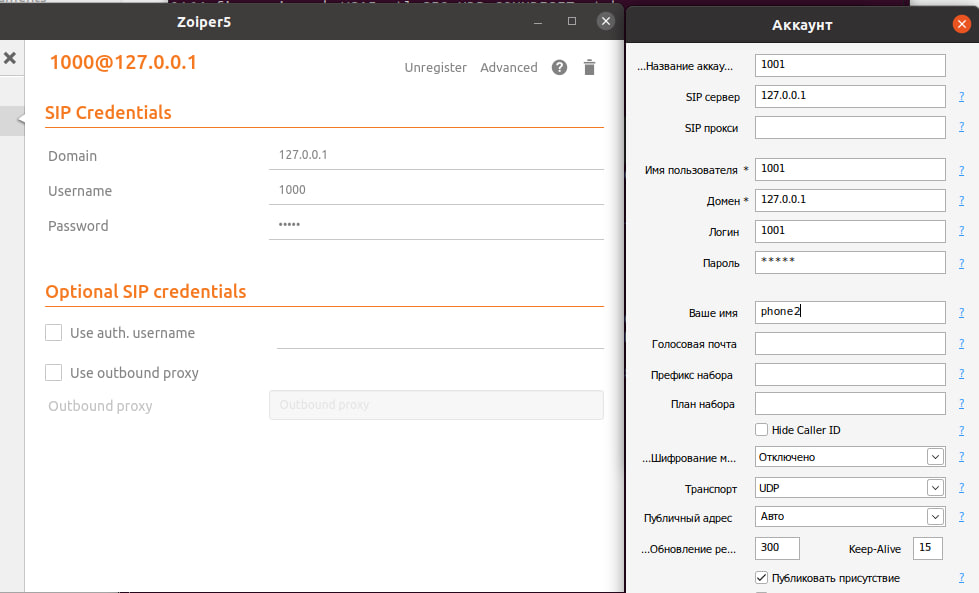 Zoiper5
1000@127.0.0.1
Unregister Advanced ?
SIP Credentials
Domain 127.0.0.1
Username 1000
Password •••••
Optional SIP credentials
Use auth. username
Use outbound proxy
Outbound proxy Outbound proxy
Аккаунт
...Название аккау... 1001
SIP сервер 127.0.0.1 ?
SIP прокси ?
Имя пользователя * 1001 ?
Домен * 127.0.0.1 ?
Логин 1001 ?
Пароль ***** ?
Ваше имя phone2 ?
Голосовая почта ?
Префикс набора ?
План набора ?
Hide Caller ID ?
...Шифрование м... Отключено ?
Транспорт UDP ?
Публичный адрес Авто ?
...Обновление ре... 300 Keep-Alive 15 ?
Публиковать присутствие ?